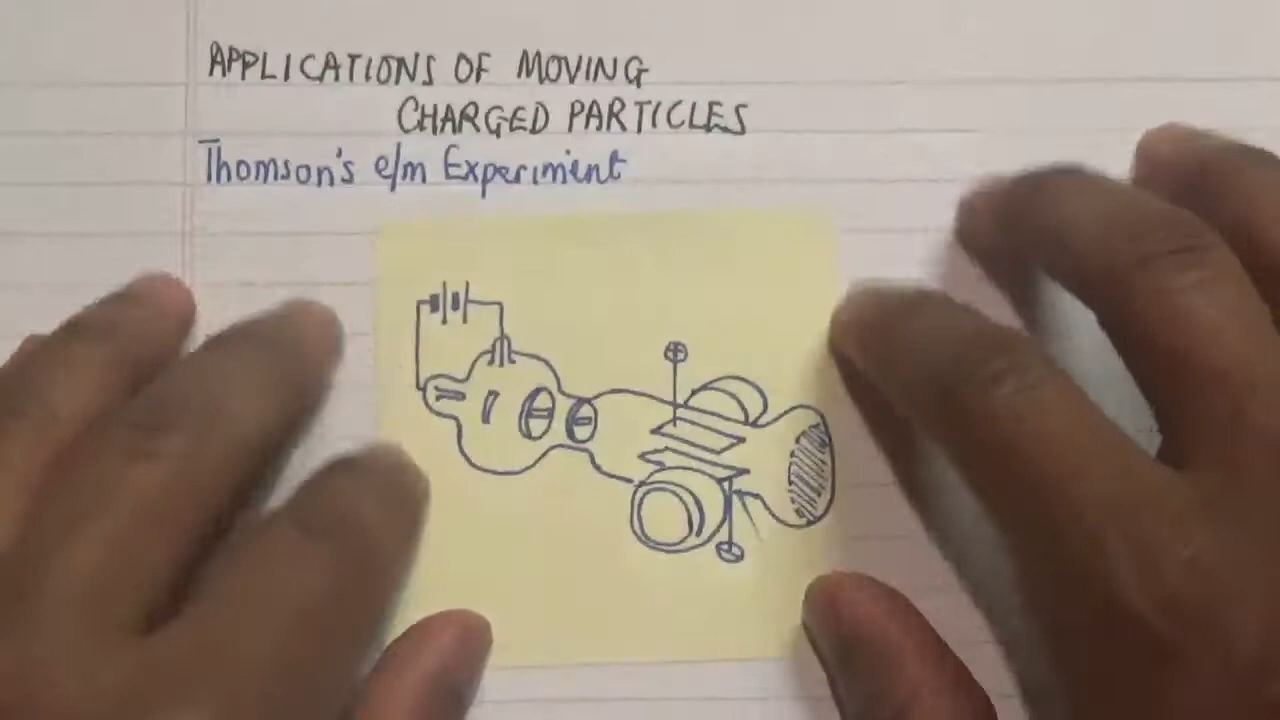 APPLICATIONS OF MOVING
CHARGED PARTICLES
Thomson's e/m Experiment